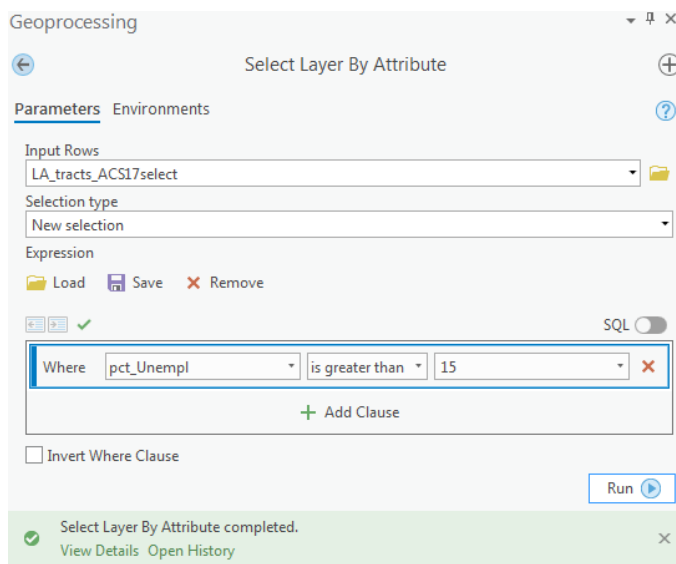 Geoprocessing
Select Layer By Attribute
Parameters Environments
Input Rows
LA_tracts_ACS17select
Selection type
New selection
Expression
Load Save Remove
SQL
Where pct_Unempl is greater than 15
Add Clause
Invert Where Clause
Run
Select Layer By Attribute completed.
View Details Open History